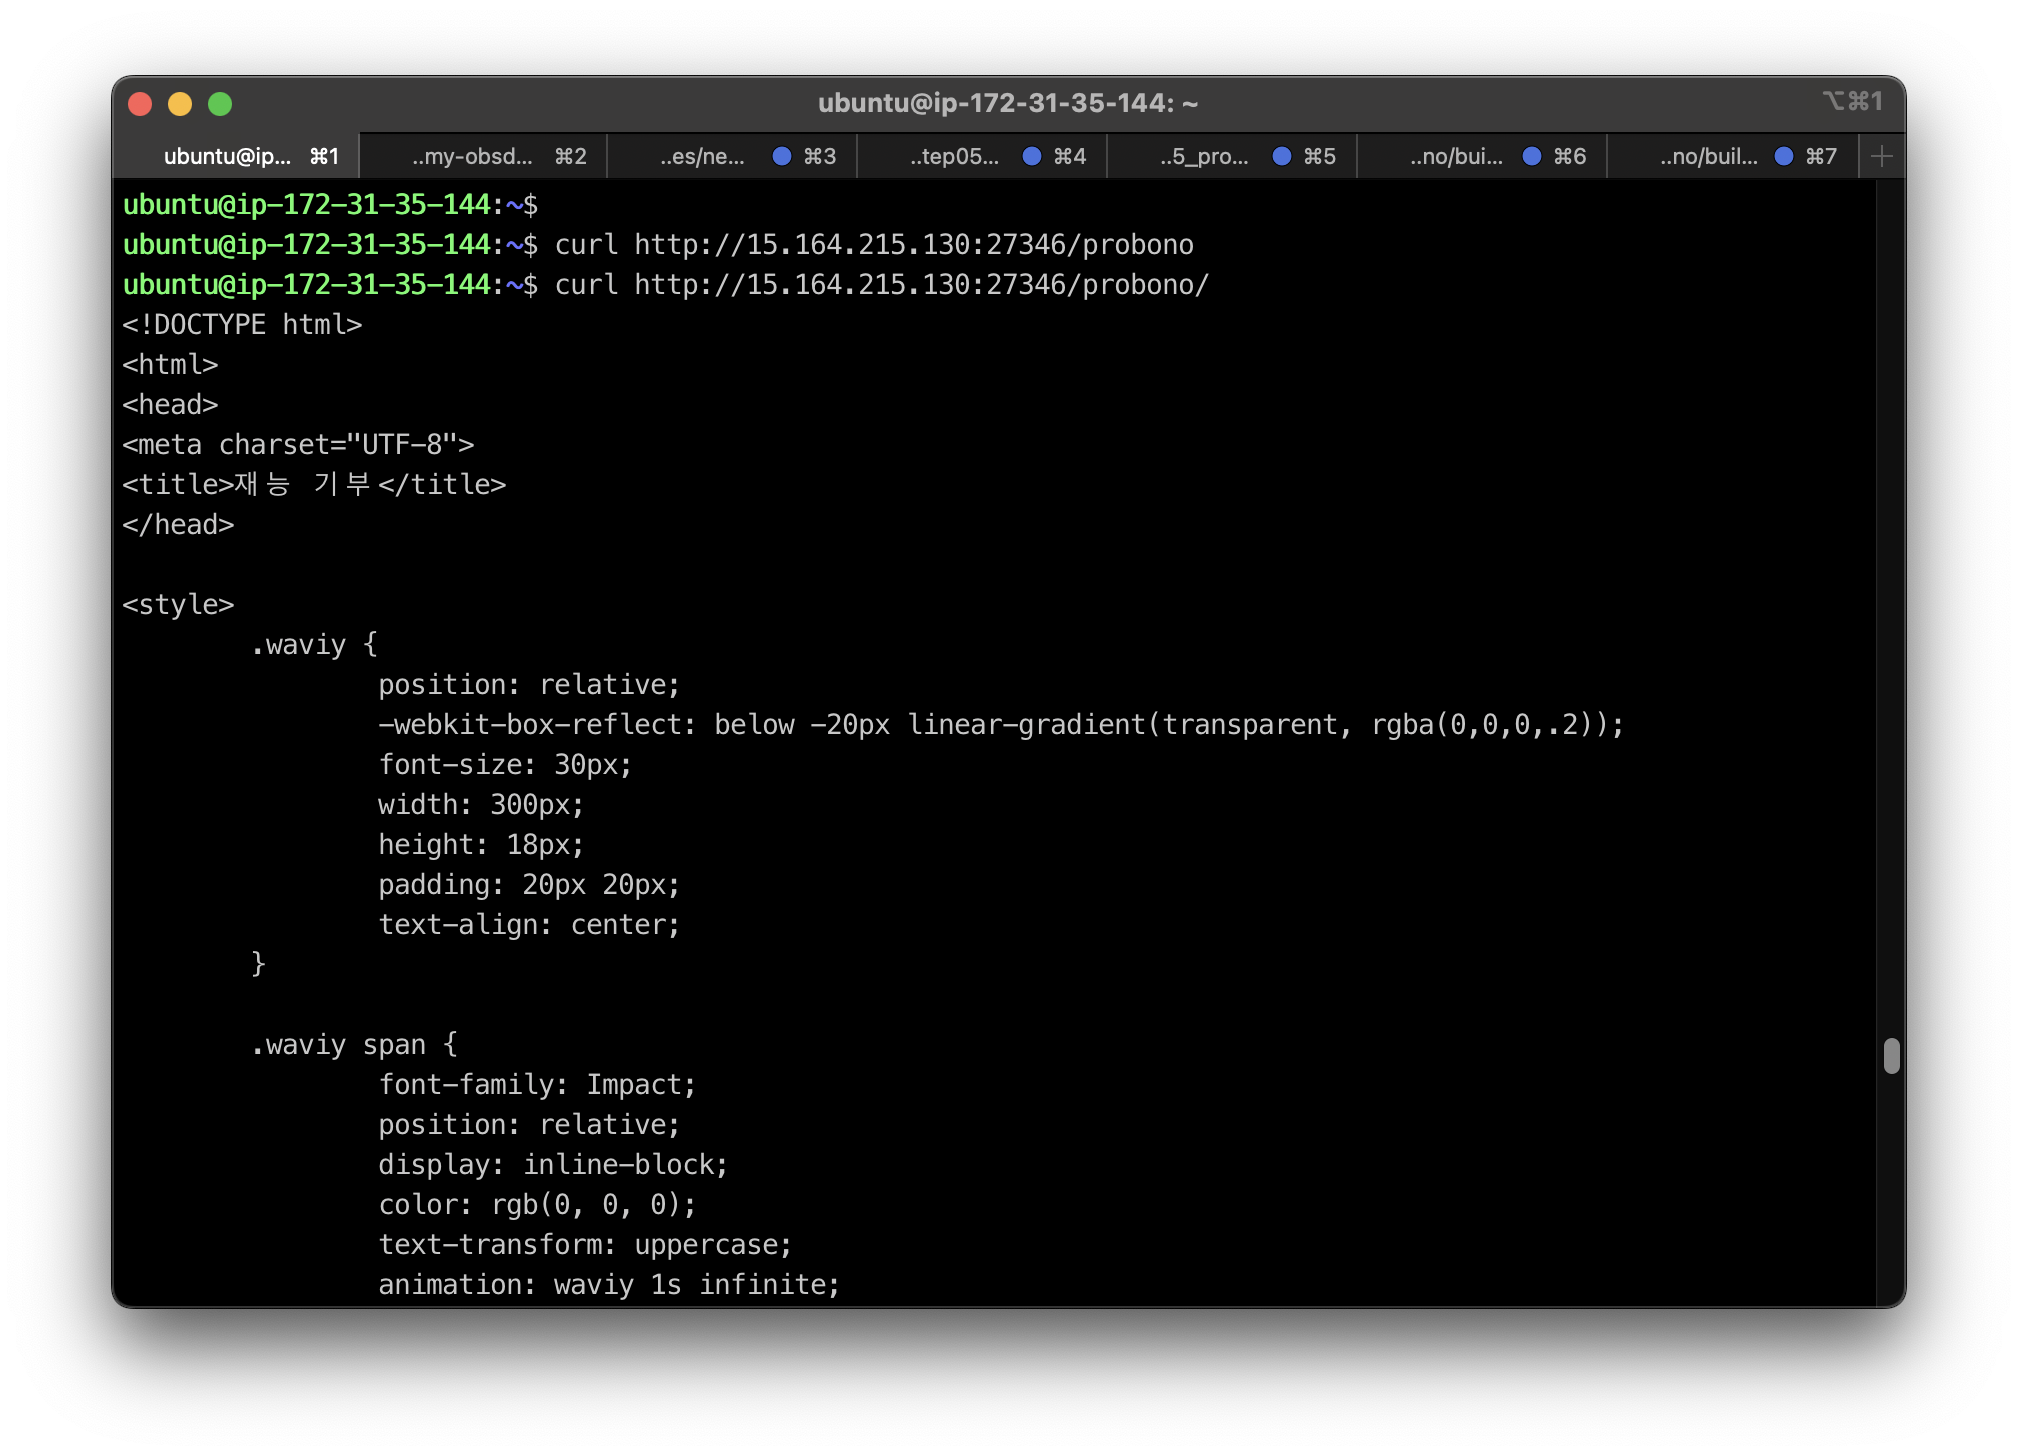 ubuntu@ip-172-31-35-144: ~
⌥⌘1
ubuntu@ip... ⌘1 ..my-obsd... ⌘2 ..es/ne... ⌘3 ..tep05... ⌘4 ..5_pro... ⌘5 ..no/bui... ⌘6 ..no/buil... ⌘7
ubuntu@ip-172-31-35-144:~$
ubuntu@ip-172-31-35-144:~$ curl http://15.164.215.130:27346/probono
ubuntu@ip-172-31-35-144:~$ curl http://15.164.215.130:27346/probono/
<!DOCTYPE html>
<html>
<head>
<meta charset="UTF-8">
<title>재능 기부</title>
</head>
<style>
.waviy {
position: relative;
-webkit-box-reflect: below -20px linear-gradient(transparent, rgba(0,0,0,.2));
font-size: 30px;
width: 300px;
height: 18px;
padding: 20px 20px;
text-align: center;
}
.waviy span {
font-family: Impact;
position: relative;
display: inline-block;
color: rgb(0, 0, 0);
text-transform: uppercase;
animation: waviy 1s infinite;